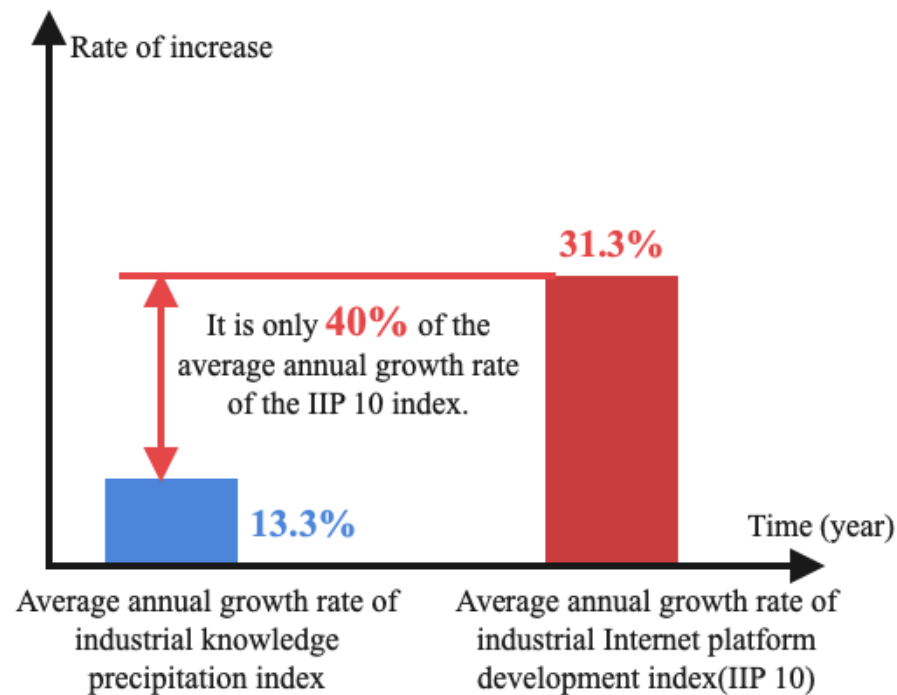 Rate of increase
31.3%
It is only 40% of the
average annual growth rate
of the IIP 10 index.
13.3%
Time (year)
Average annual growth rate of
industrial knowledge
precipitation index
Average annual growth rate of
industrial Internet platform
development index(IIP 10)